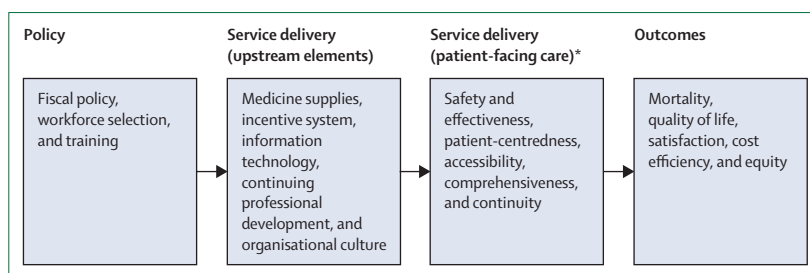 Policy
Fiscal policy,
workforce selection,
and training
Service delivery
(upstream elements)
Medicine supplies,
incentive system,
information
technology,
continuing
professional
development, and
organisational culture
Service delivery
(patient-facing care)*
Safety and
effectiveness,
patient-centredness,
accessibility,
comprehensiveness,
and continuity
Outcomes
Mortality,
quality of life,
satisfaction, cost
efficiency, and equity